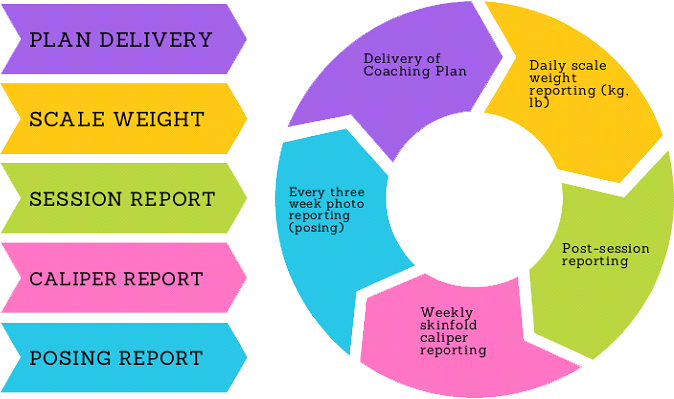 PLAN DELIVERY
SCALE WEIGHT
SESSION REPORT
CALIPER REPORT
POSING REPORT
Delivery of
Coaching Plan
Daily scale
weight
reporting (kg,
lb)
Post-session
reporting
Weekly
skinfold
caliper
reporting
Every three
week photo
reporting
(posing)